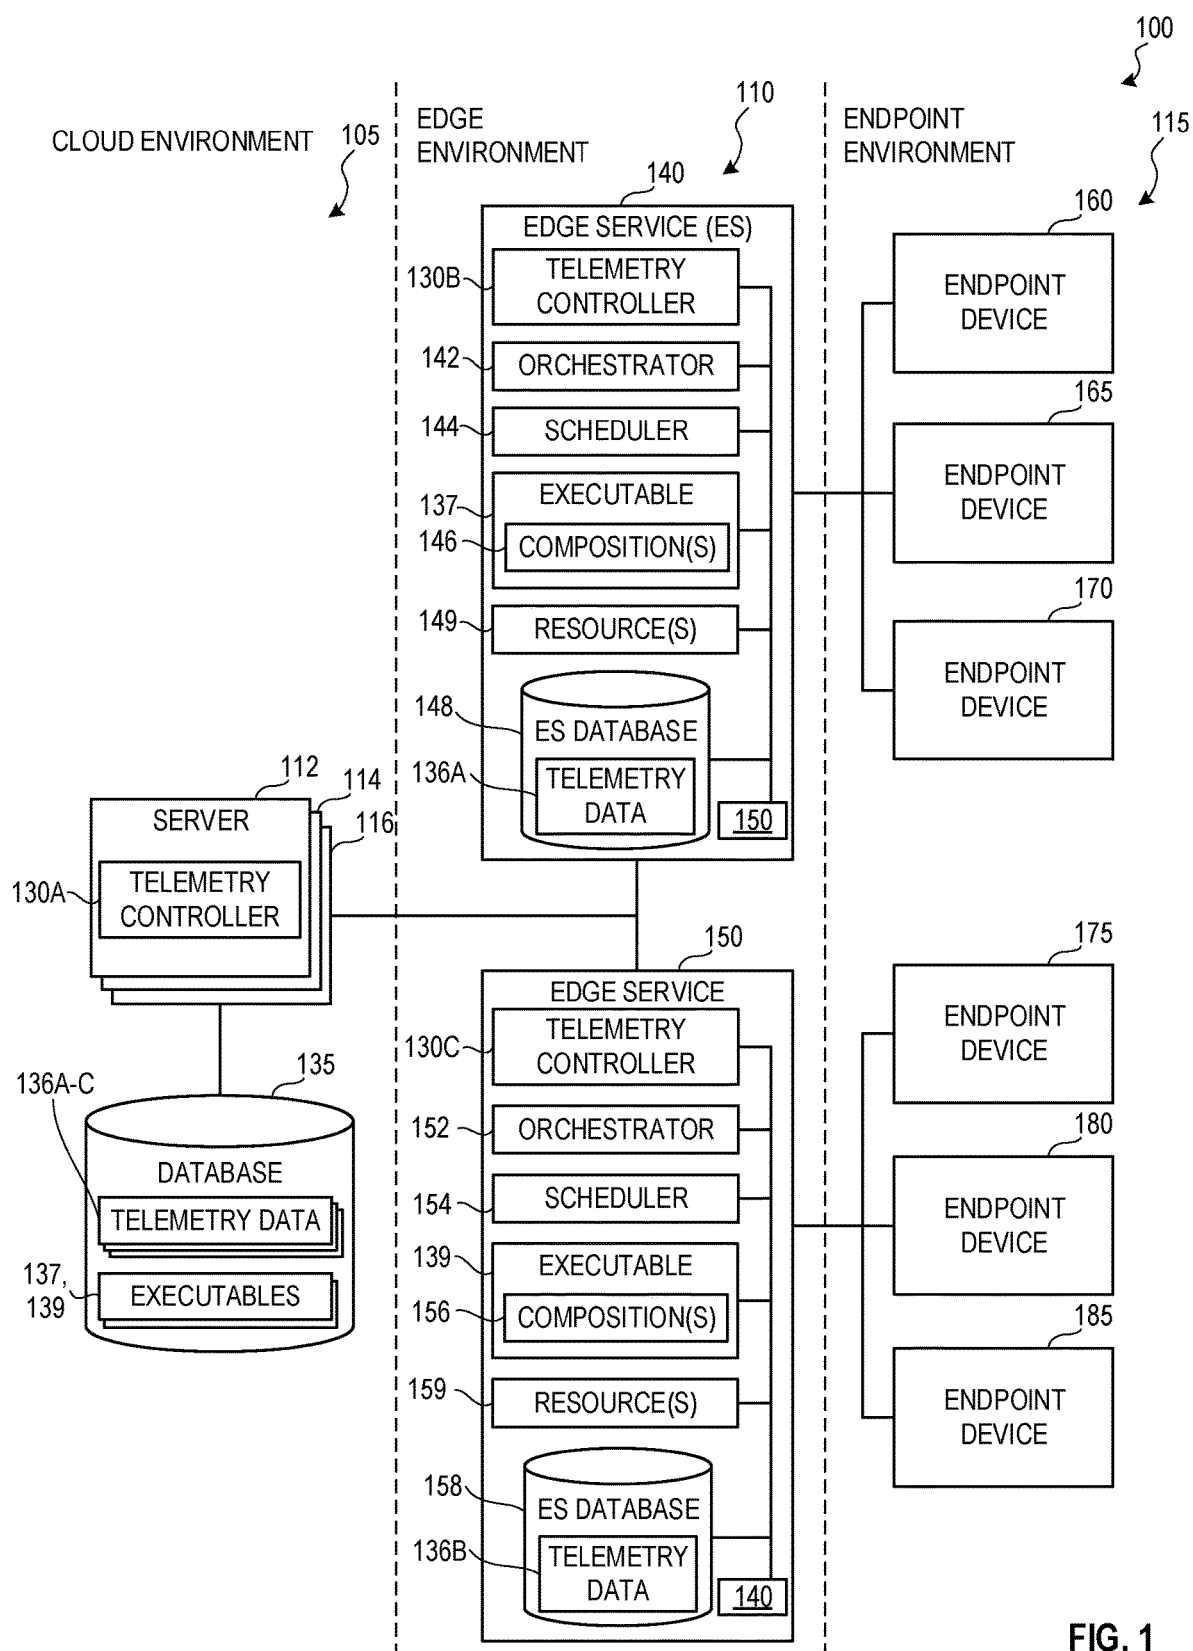 100
CLOUD ENVIRONMENT
105
EDGE
ENVIRONMENT
110
ENDPOINT
ENVIRONMENT
115
140
EDGE SERVICE (ES)
130B
TELEMETRY
CONTROLLER
142
ORCHESTRATOR
144
SCHEDULER
137
EXECUTABLE
146
COMPOSITION(S)
149
RESOURCE(S)
148
ES DATABASE
136A
TELEMETRY
DATA
150
160
ENDPOINT
DEVICE
165
ENDPOINT
DEVICE
170
ENDPOINT
DEVICE
112
114
116
SERVER
130A
TELEMETRY
CONTROLLER
135
136A-C
DATABASE
TELEMETRY DATA
137,
139
EXECUTABLES
150
EDGE SERVICE
130C
TELEMETRY
CONTROLLER
152
ORCHESTRATOR
154
SCHEDULER
139
EXECUTABLE
156
COMPOSITION(S)
159
RESOURCE(S)
158
ES DATABASE
136B
TELEMETRY
DATA
140
175
ENDPOINT
DEVICE
180
ENDPOINT
DEVICE
185
ENDPOINT
DEVICE
FIG. 1